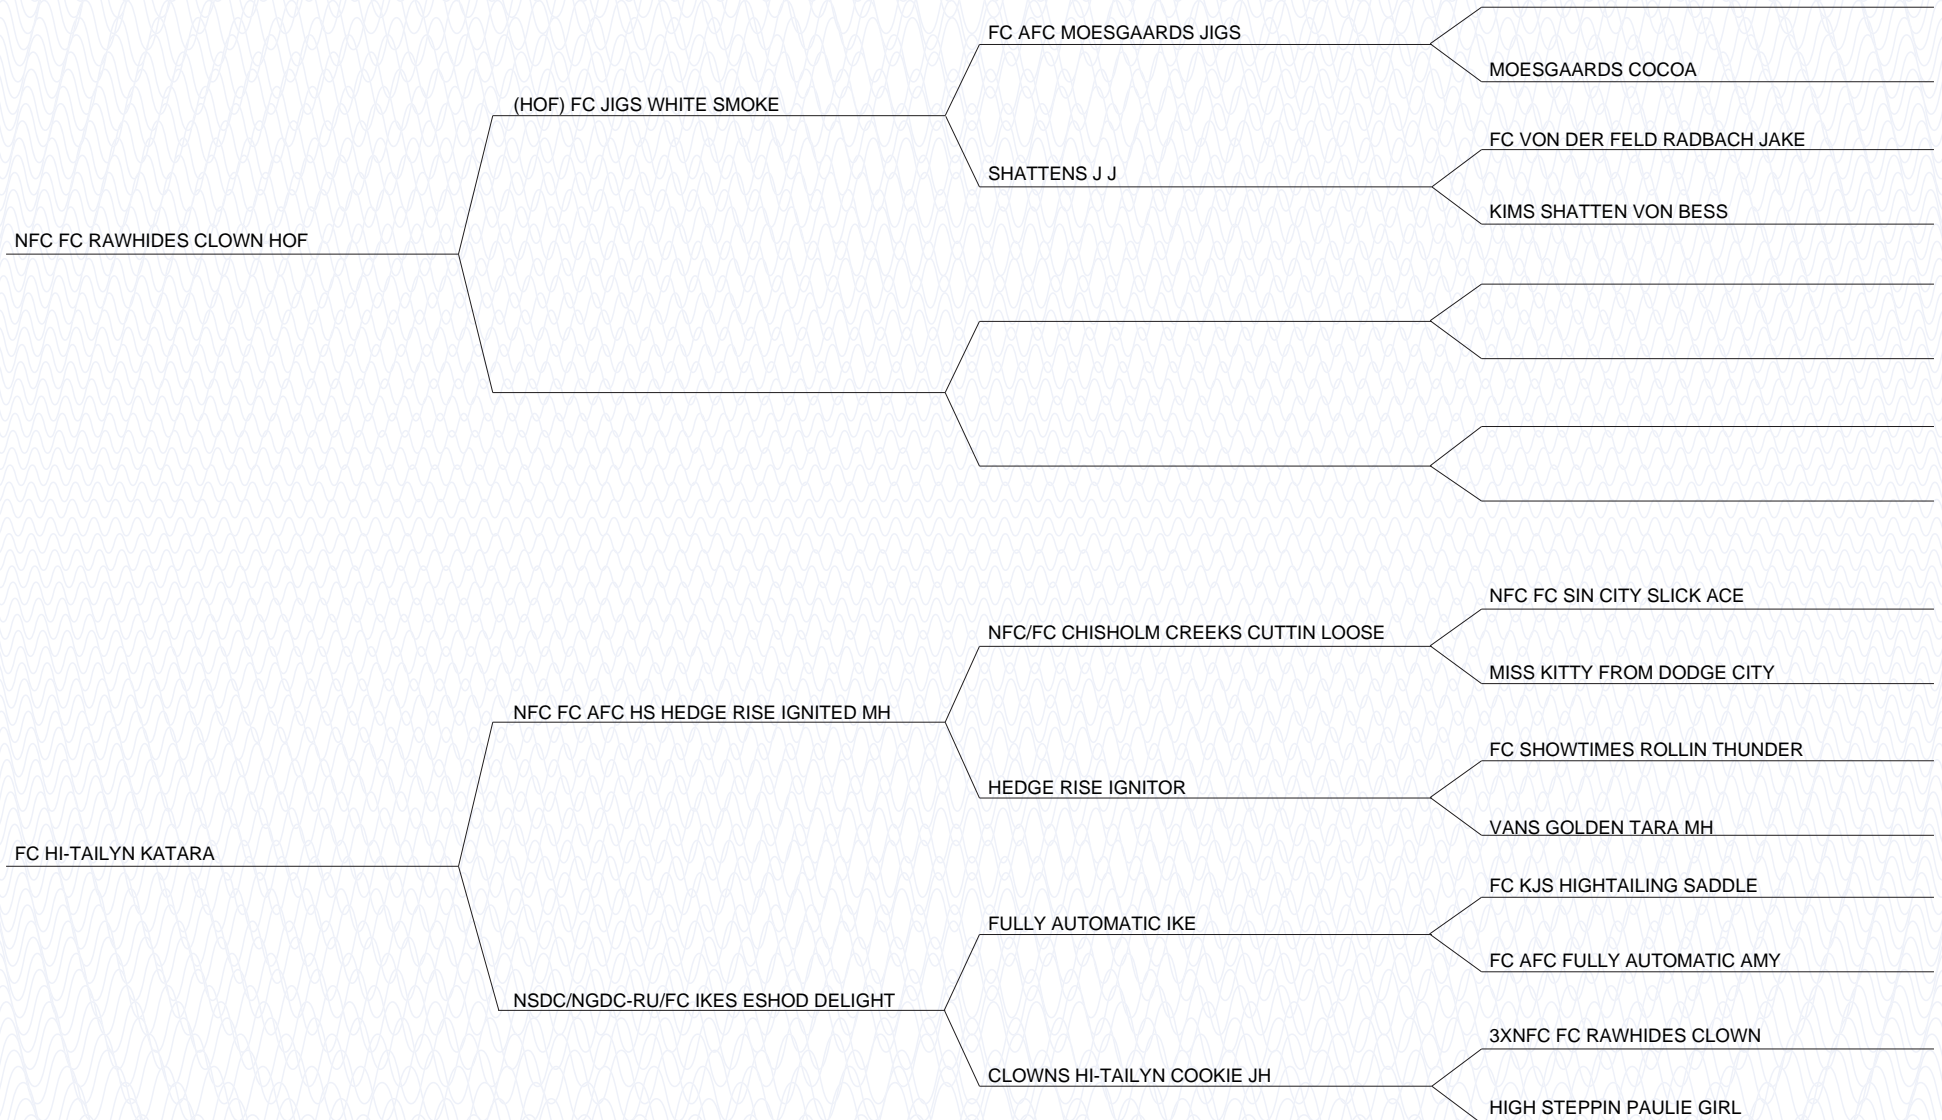 FC AFC MOESGAARDS JIGS
MOESGAARDS COCOA
(HOF) FC JIGS WHITE SMOKE
FC VON DER FELD RADBACH JAKE
SHATTENS J J
KIMS SHATTEN VON BESS
NFC FC RAWHIDES CLOWN HOF
NFC FC SIN CITY SLICK ACE
NFC/FC CHISHOLM CREEKS CUTTIN LOOSE
MISS KITTY FROM DODGE CITY
NFC FC AFC HS HEDGE RISE IGNITED MH
FC SHOWTIMES ROLLIN THUNDER
HEDGE RISE IGNITOR
VANS GOLDEN TARA MH
FC HI-TAILYN KATARA
FC KJS HIGHTAILING SADDLE
FULLY AUTOMATIC IKE
FC AFC FULLY AUTOMATIC AMY
NSDC/NGDC-RU/FC IKES ESHOD DELIGHT
3XNFC FC RAWHIDES CLOWN
CLOWNS HI-TAILYN COOKIE JH
HIGH STEPPIN PAULIE GIRL